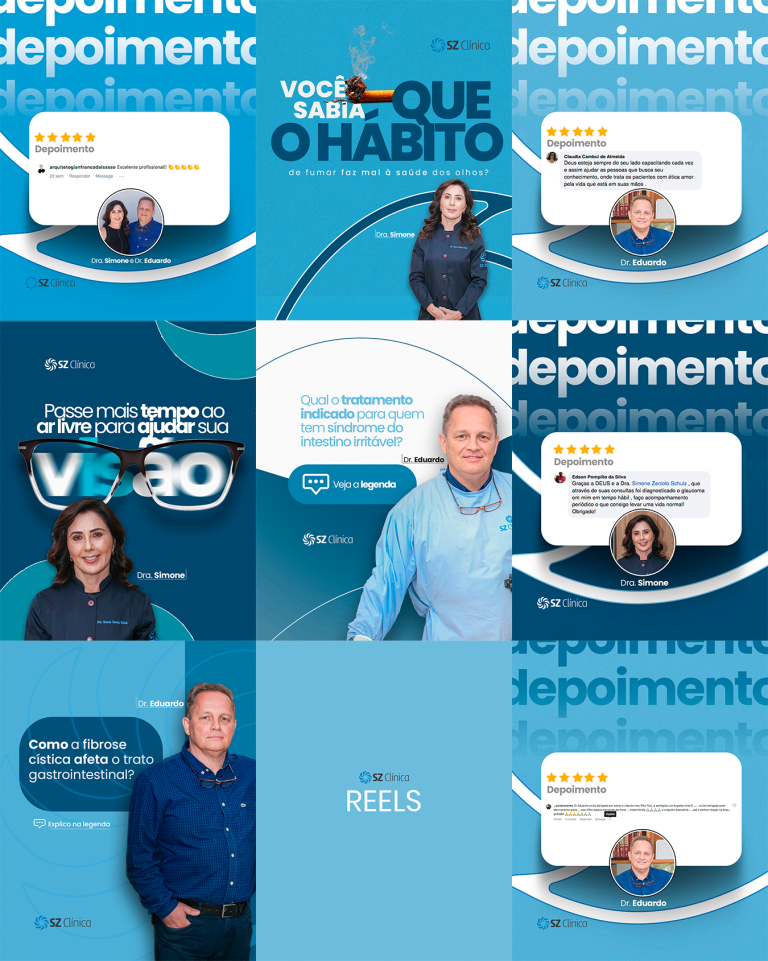 depoimento
depoimento
depoimento
Depoimento
arquitetogianfrancodalsasso Excelente profissional!!
22 sem Responder Message ...
Dra. Simone e Dr. Eduardo
SZ Clínica
SZ Clínica
VOCÊ
SABIA
QUE
O HÁBITO
de fumar faz mal à saúde dos olhos?
Dra. Simone
depoimento
depoimento
depoimento
Depoimento
Claudia Cambul de Almeida
Deus esteja sempre do seu lado capacitando cada vez
e assim ajudar as pessoas que busca seu
conhecimento, onde trata os pacientes com ética amor
pela vida que está em suas mãos .
Dr. Eduardo
SZ Clínica
SZ Clínica
Passe mais tempo ao
ar livre para ajudar sua
visão
Dra. Simone
Qual o tratamento
indicado para quem
tem síndrome do
intestino irritável?
Dr. Eduardo
Veja a legenda
SZ Clínica
depoimento
depoimento
depoimento
Depoimento
Edson Pompilio da Silva
Graças a DEUS e a Dra. Simone Zeniolo Schulz , que
através de suas consultas foi diagnosticado o glaucoma
em mim em tempo hábil , faço acompanhamento
periódico o que consigo levar uma vida normal!
Obrigado!
Dra. Simone
SZ Clínica
Dr. Eduardo
Como a fibrose
cística afeta o trato
gastrointestinal?
Explico na legenda
SZ Clínica
SZ Clínica
REELS
depoimento
depoimento
depoimento
Depoimento
Dr. Eduardo
SZ Clínica